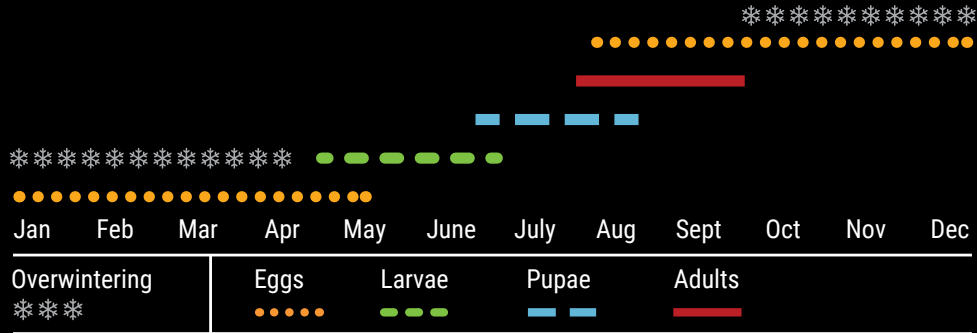 Jan Feb Mar Apr May June July Aug Sept Oct Nov Dec
Overwintering Eggs Larvae Pupae Adults